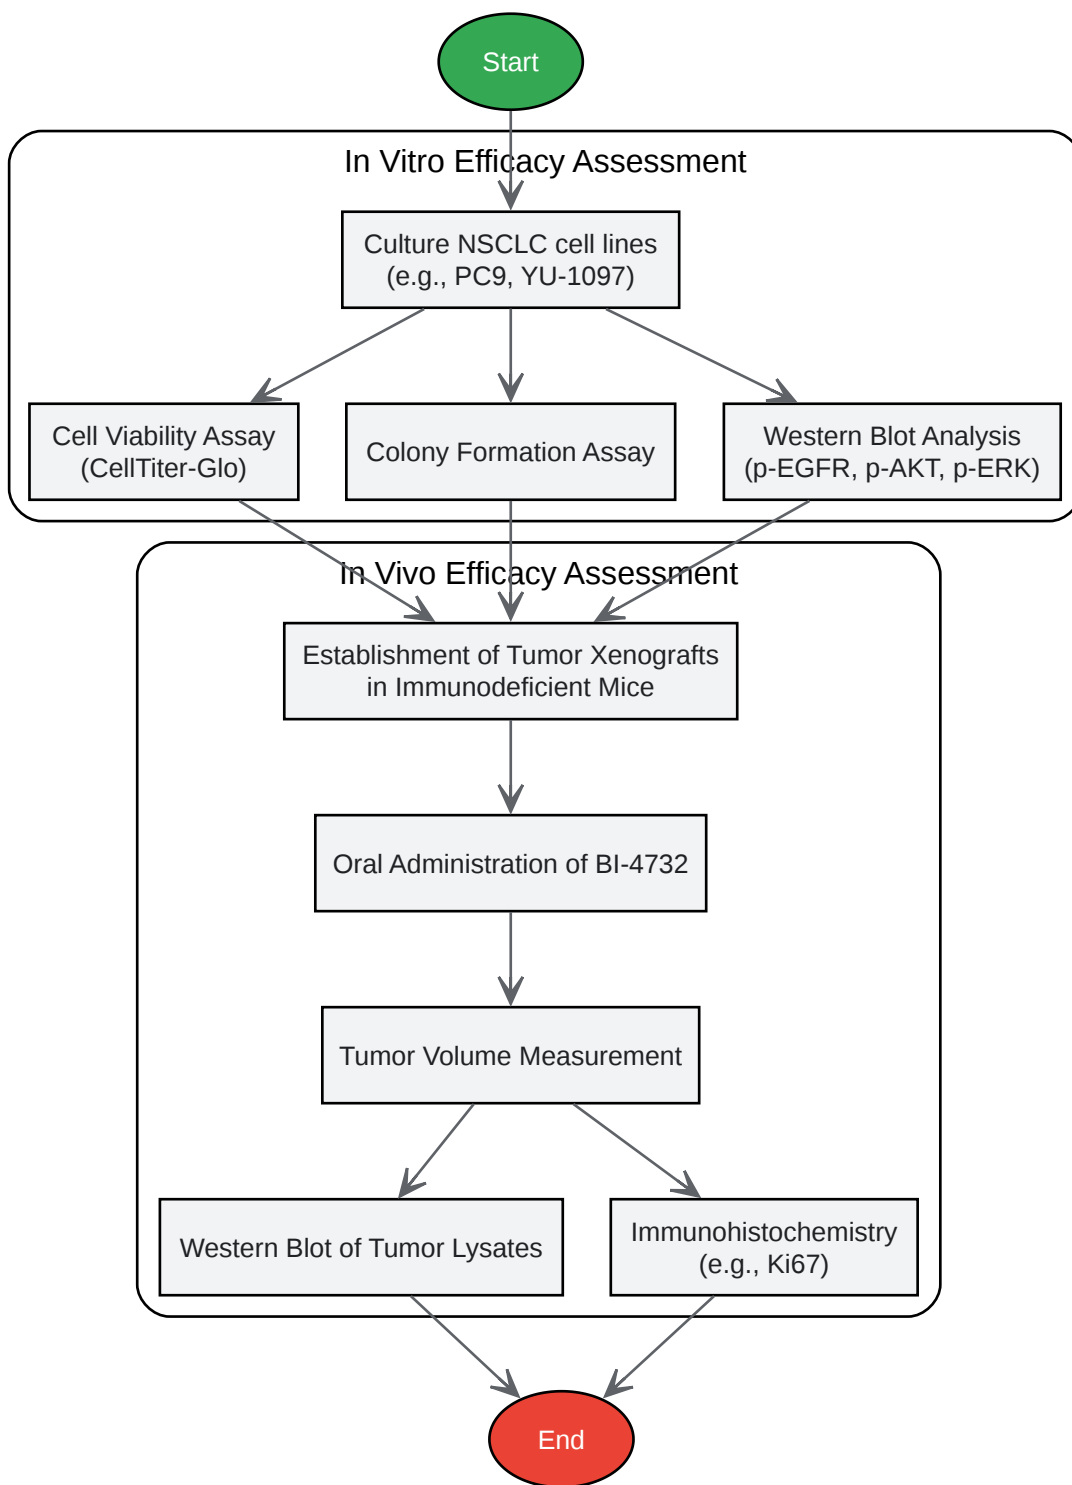 Start
In Vitro Efficacy Assessment
Culture NSCLC cell lines
(e.g., PC9, YU-1097)
Cell Viability Assay
(CellTiter-Glo)
Colony Formation Assay
Western Blot Analysis
(p-EGFR, p-AKT, p-ERK)
In Vivo Efficacy Assessment
Establishment of Tumor Xenografts
in Immunodeficient Mice
Oral Administration of BI-4732
Tumor Volume Measurement
Western Blot of Tumor Lysates
Immunohistochemistry
(e.g., Ki67)
End